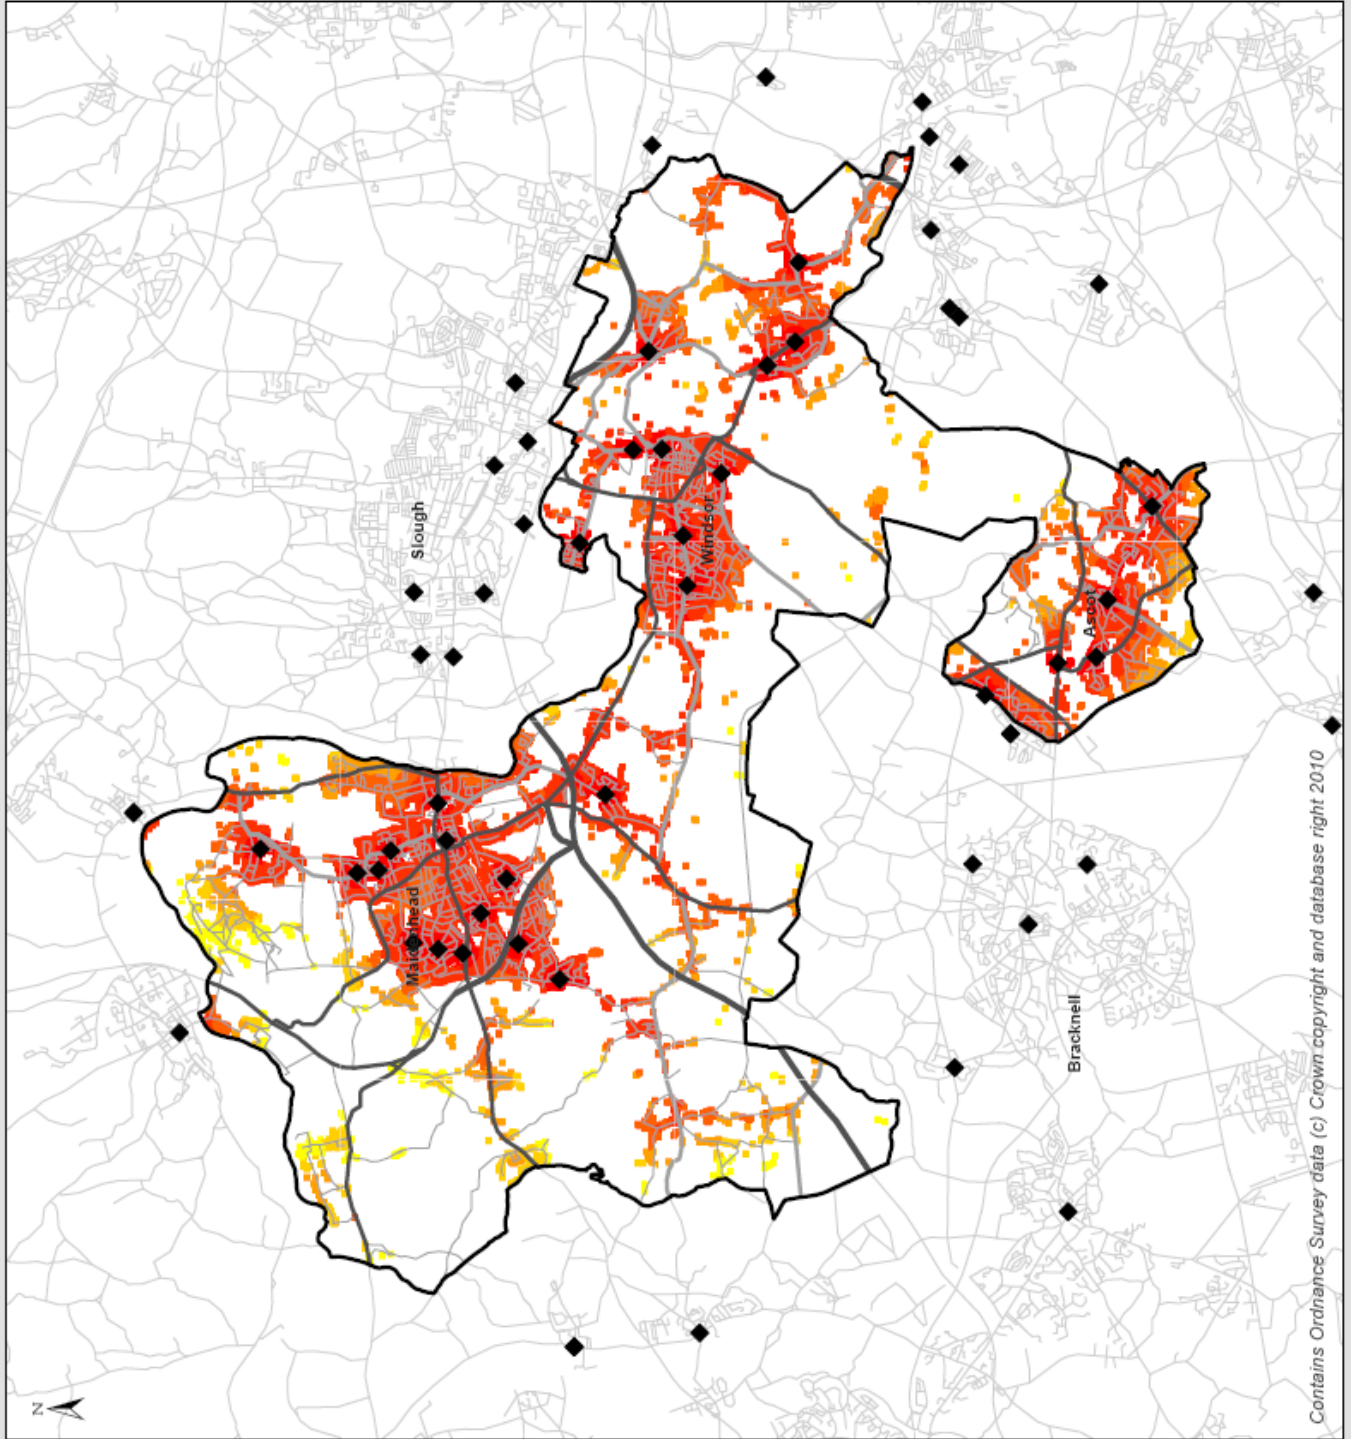 N
Slough
Windsor
Maidenhead
Ascot
Bracknell
Contains Ordnance Survey data (c) Crown copyright and database right 2010